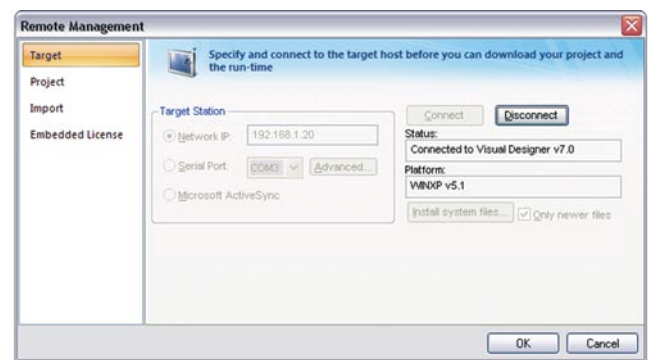 Remote Management
Target
Project
Import
Embedded License
Specify and connect to the target host before you can download your project and
the run-time
Target Station
Network IP:
192.168.1.20
Serial Port:
COM3
Advanced...
Microsoft ActiveSync
Connect
Disconnect
Status:
Connected to Visual Designer v7.0
Platform:
WINXP v5.1
Install system files...
Only newer files
OK
Cancel